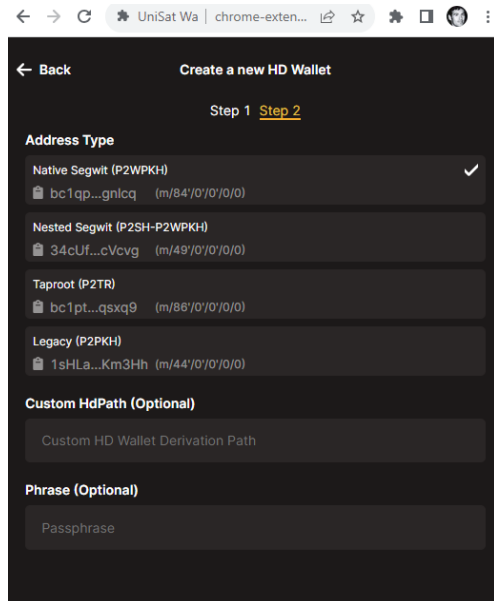 UniSat Wa | chrome-exten...
Back
Create a new HD Wallet
Step 1 Step 2
Address Type
Native Segwit (P2WPKH)
bc1qp...gnlcq (m/84'/0'/0'/0/0)
Nested Segwit (P2SH-P2WPKH)
34cUf...cVcvg (m/49'/0'/0'/0/0)
Taproot (P2TR)
bc1pt...qsxq9 (m/86'/0'/0'/0/0)
Legacy (P2PKH)
1sHLa...Km3Hh (m/44'/0'/0'/0/0)
Custom HdPath (Optional)
Custom HD Wallet Derivation Path
Phrase (Optional)
Passphrase